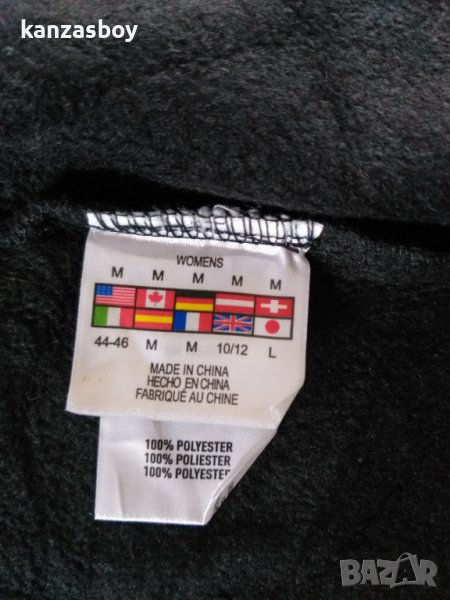 kanzasboy
WOMENS
M M M M M
44-46 M M 10/12 L
MADE IN CHINA
HECHO EN CHINA
FABRIQUÉ AU CHINE
100% POLYESTER
100% POLIESTER
100% POLYESTER
BAZAR